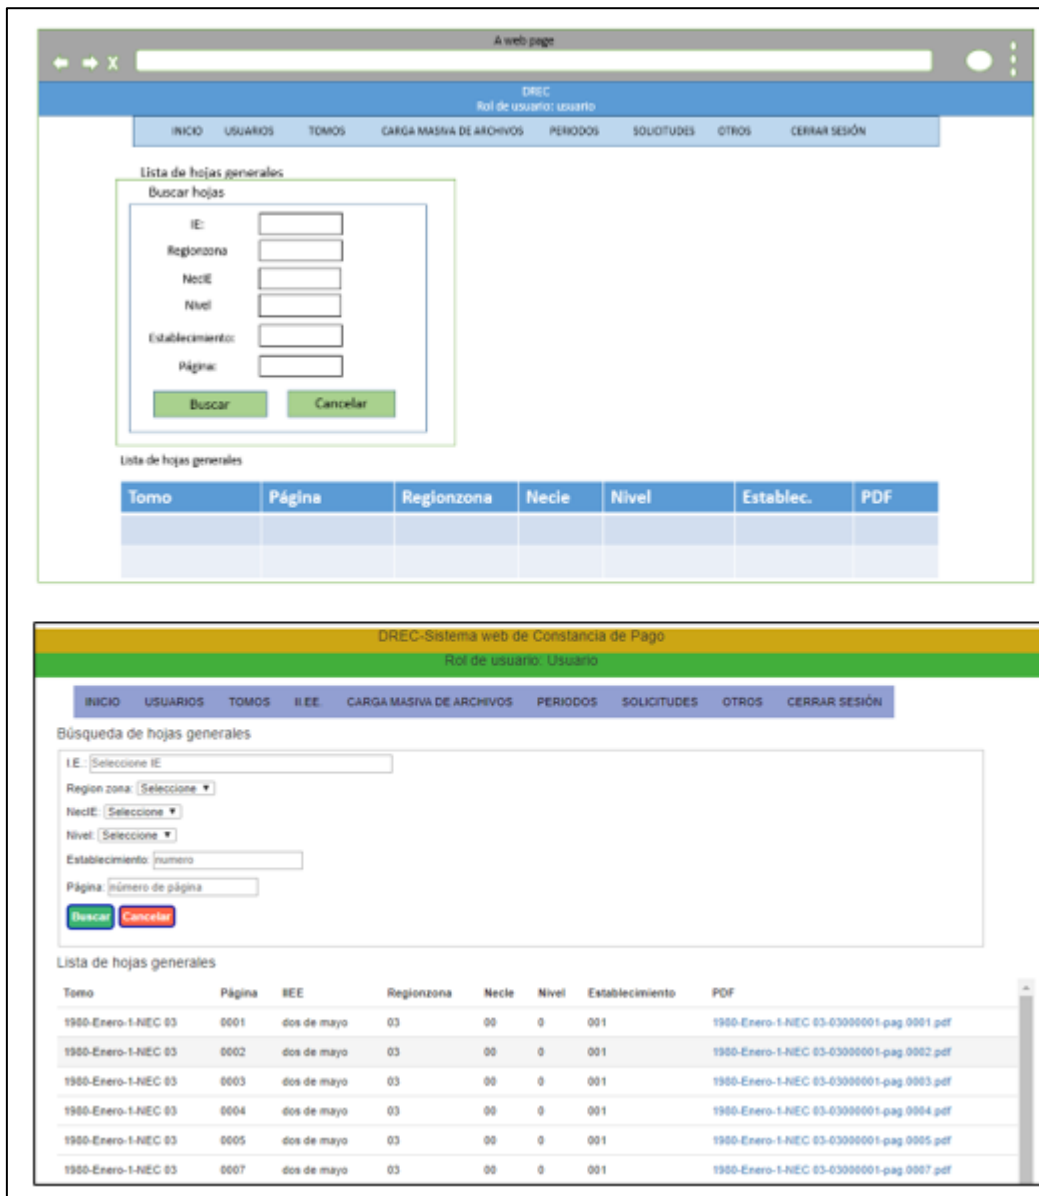 A web page
X
DREC
Rol de usuario: usuario
INICIO USUARIOS TOMOS CARGA MASIVA DE ARCHIVOS PERIODOS SOLICITUDES OTROS CERRAR SESIÓN
Lista de hojas generales
Buscar hojas
IE:
Regionzona
NecIE
Nivel
Establecimiento:
Página:
Buscar Cancelar
Lista de hojas generales
Tomo Página Regionzona Necie Nivel Establec. PDF
DREC-Sistema web de Constancia de Pago
Rol de usuario: Usuario
INICIO USUARIOS TOMOS II.EE. CARGA MASIVA DE ARCHIVOS PERIODOS SOLICITUDES OTROS CERRAR SESIÓN
Búsqueda de hojas generales
I.E.: Seleccione IE
Region zona: Seleccione ▼
NecIE: Seleccione ▼
Nivel: Seleccione ▼
Establecimiento: numero
Página: número de página
Buscar Cancelar
Lista de hojas generales
Tomo Página IIEE Regionzona Necie Nivel Establecimiento PDF
1980-Enero-1-NEC 03 0001 dos de mayo 03 00 0 001 1980-Enero-1-NEC 03-03000001-pag.0001.pdf
1980-Enero-1-NEC 03 0002 dos de mayo 03 00 0 001 1980-Enero-1-NEC 03-03000001-pag.0002.pdf
1980-Enero-1-NEC 03 0003 dos de mayo 03 00 0 001 1980-Enero-1-NEC 03-03000001-pag.0003.pdf
1980-Enero-1-NEC 03 0004 dos de mayo 03 00 0 001 1980-Enero-1-NEC 03-03000001-pag.0004.pdf
1980-Enero-1-NEC 03 0005 dos de mayo 03 00 0 001 1980-Enero-1-NEC 03-03000001-pag.0005.pdf
1980-Enero-1-NEC 03 0007 dos de mayo 03 00 0 001 1980-Enero-1-NEC 03-03000001-pag.0007.pdf